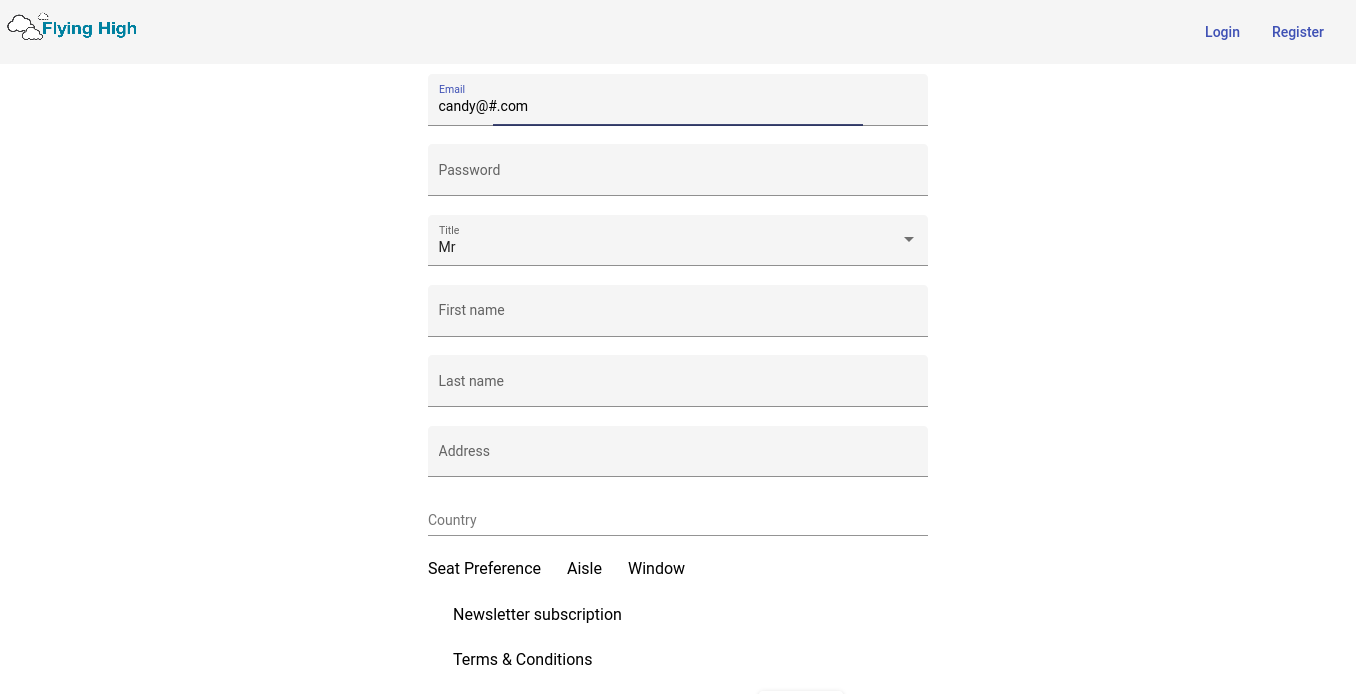 Flying High
Login Register
Email
candy@#.com
Password
Title
Mr
First name
Last name
Address
Country
Seat Preference Aisle Window
Newsletter subscription
Terms & Conditions